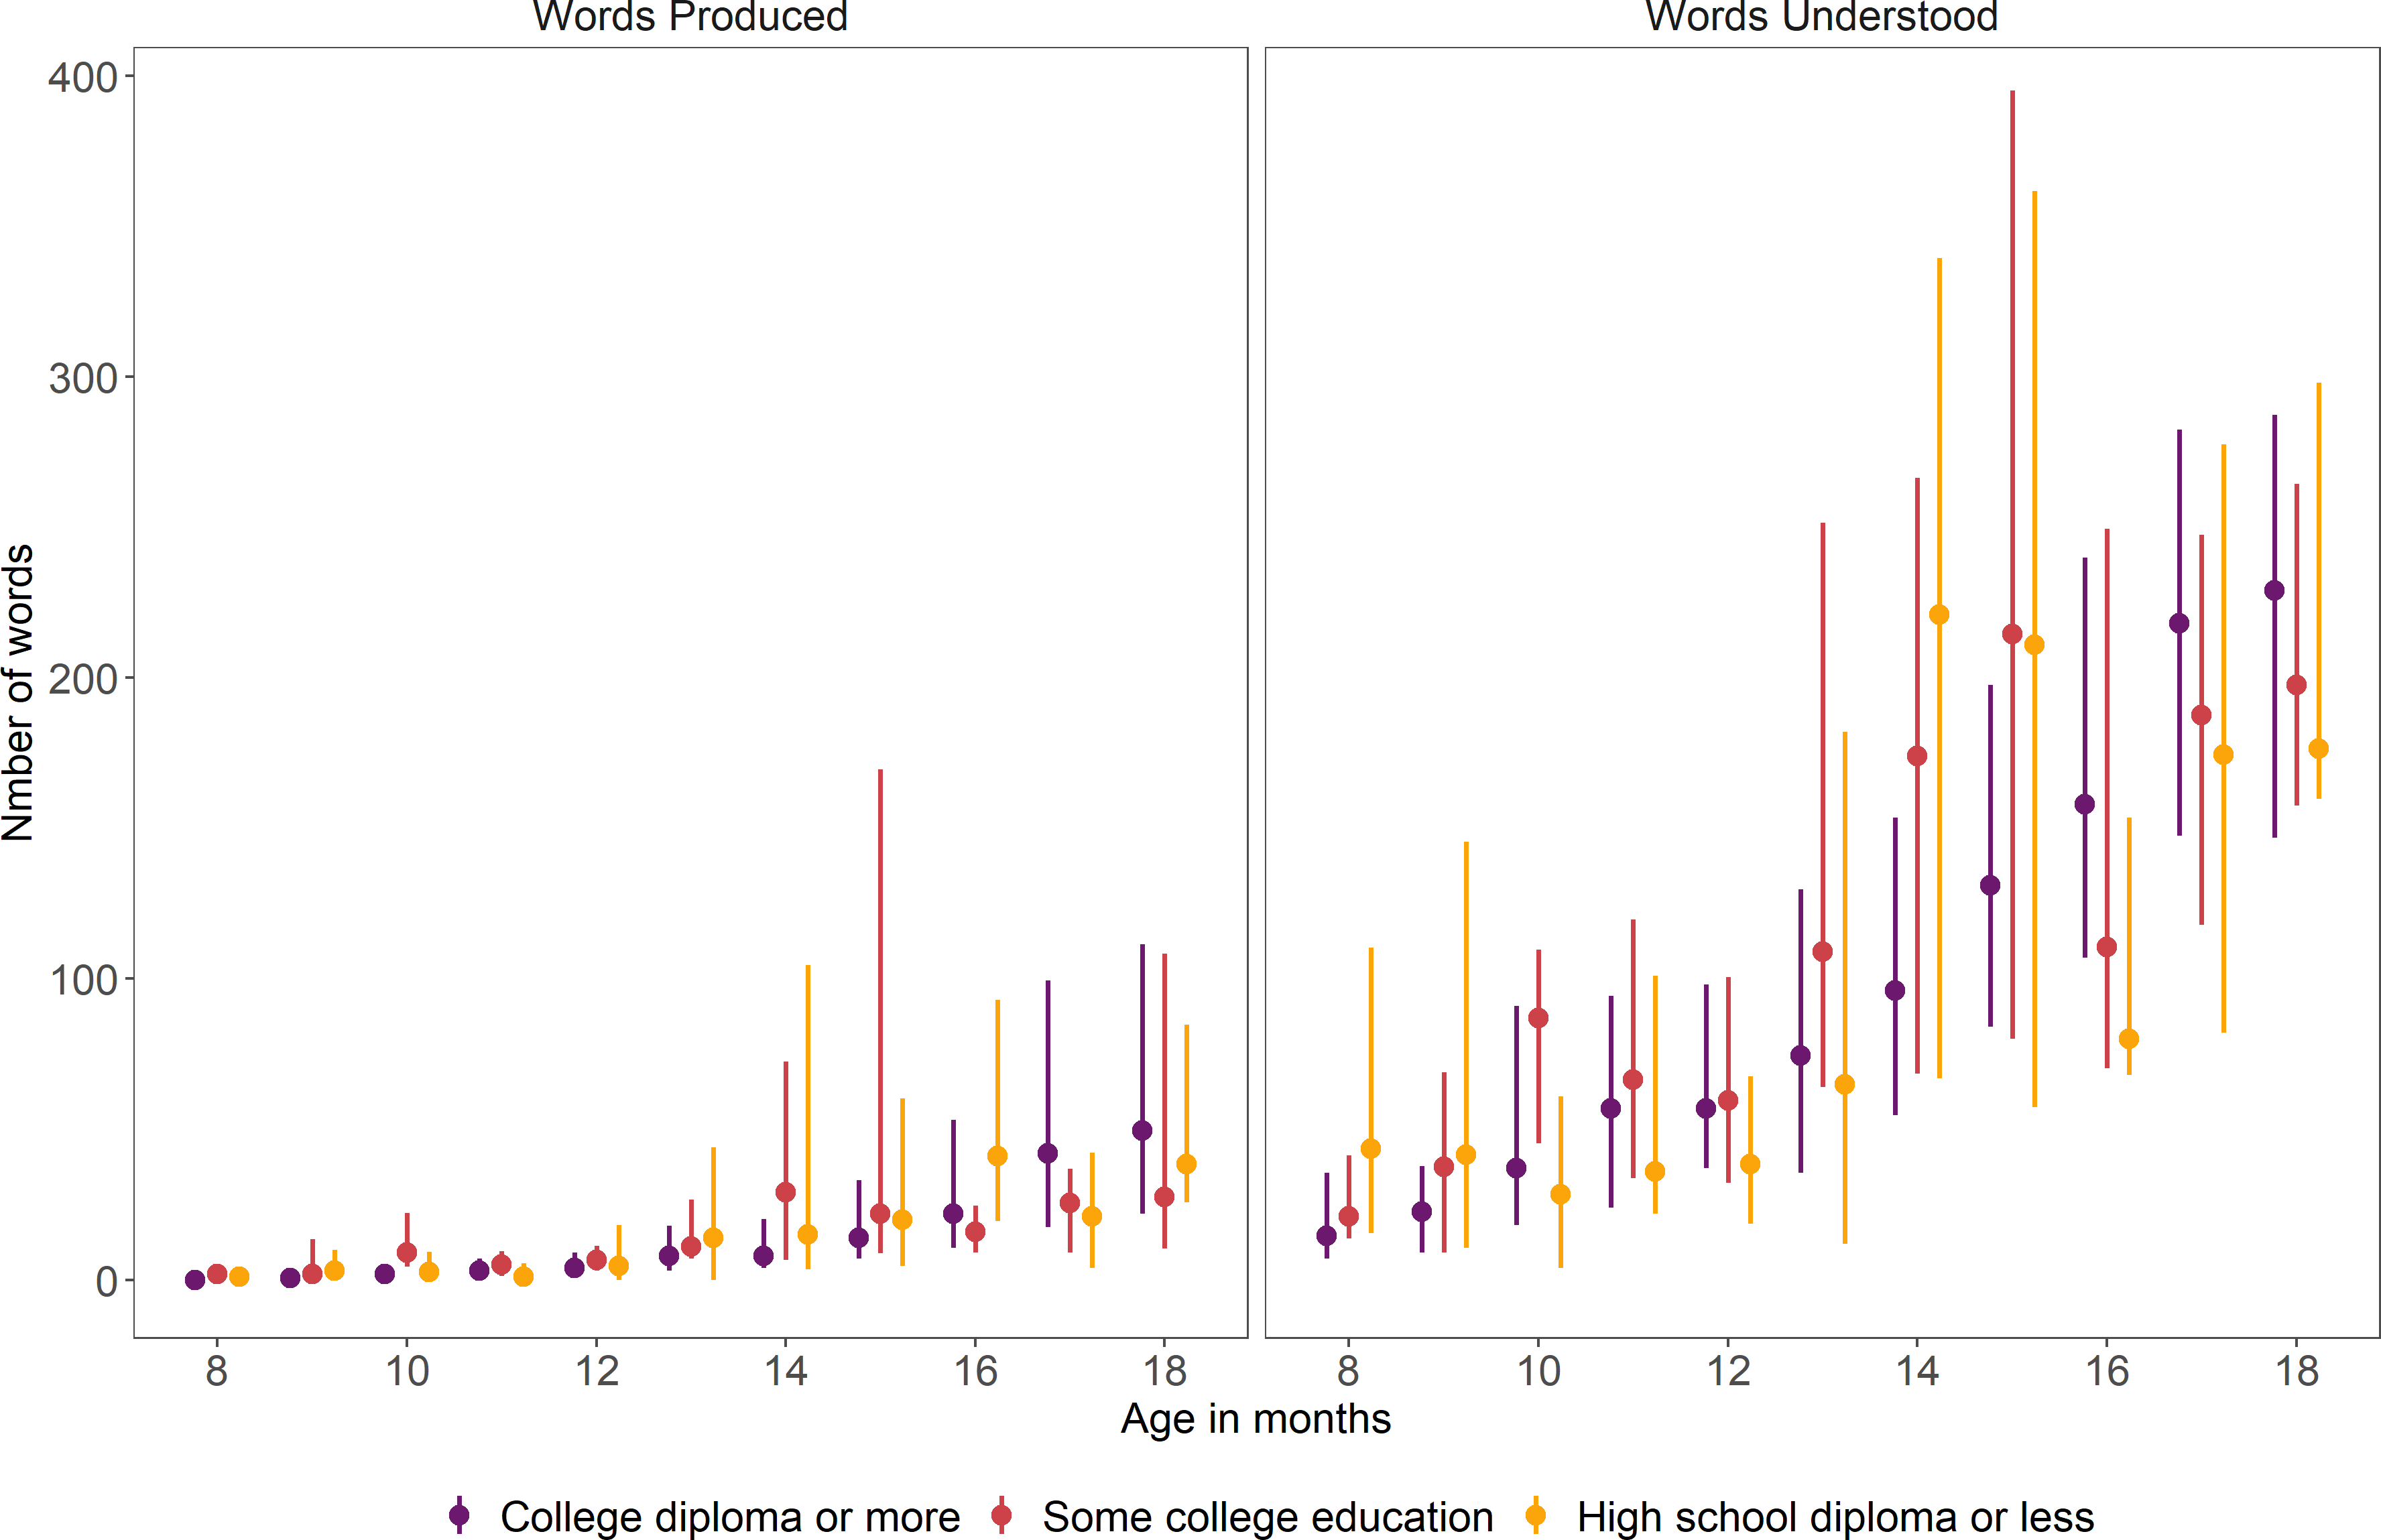 Words Produced Words Understood
400
300
200
100
0
Nmber of words
8 10 12 14 16 18 8 10 12 14 16 18
Age in months
College diploma or more Some college education High school diploma or less